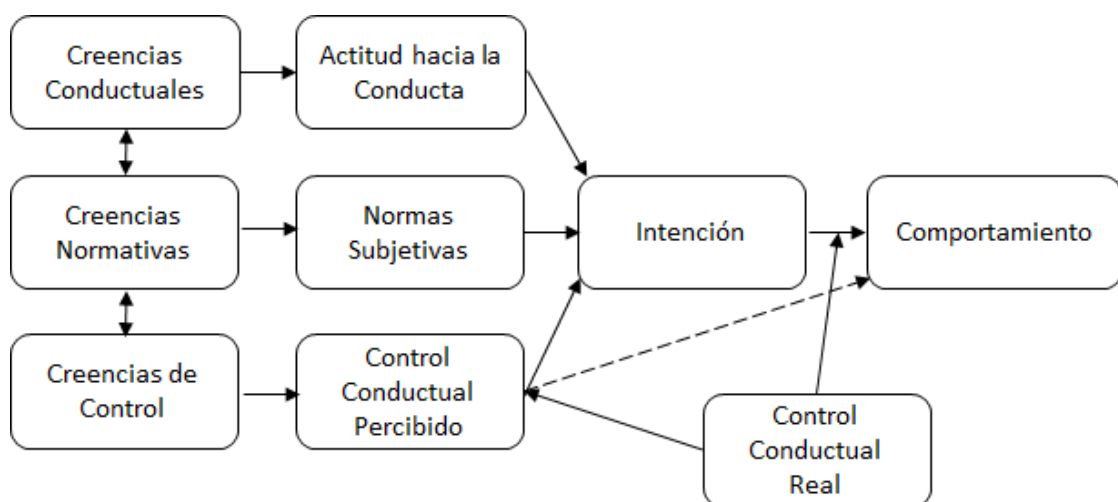 Creencias
Conductuales
Actitud hacia la
Conducta
Creencias
Normativas
Normas
Subjetivas
Intención
Comportamiento
Creencias de
Control
Control
Conductual
Percibido
Control
Conductual
Real